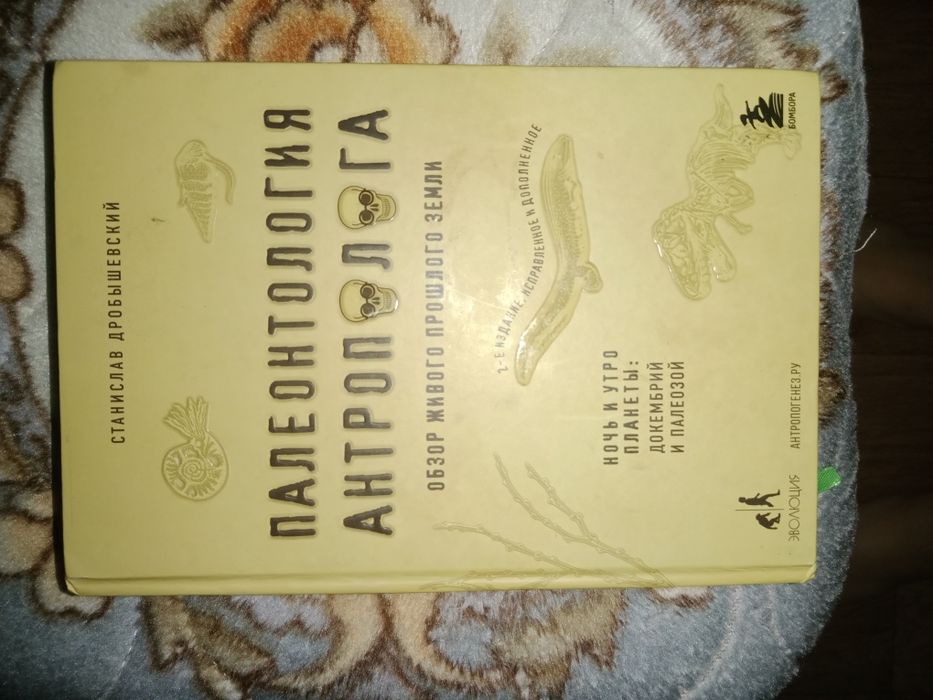 СТАНИСЛАВ ДРОБЫШЕВСКИЙ
ПАЛЕОНТОЛОГИЯ
АНТРОПОЛОГА
ОБЗОР ЖИВОГО ПРОШЛОГО ЗЕМЛИ
2-Е ИЗДАНИЕ, ИСПРАВЛЕННОЕ И ДОПОЛНЕННОЕ
НОЧЬ И УТРО
ПЛАНЕТЫ:
ДОКЕМБРИЙ
И ПАЛЕОЗОЙ
ЭВОЛЮЦИЯ
АНТРОПОГЕНЕЗ.РУ
БОМБОРА